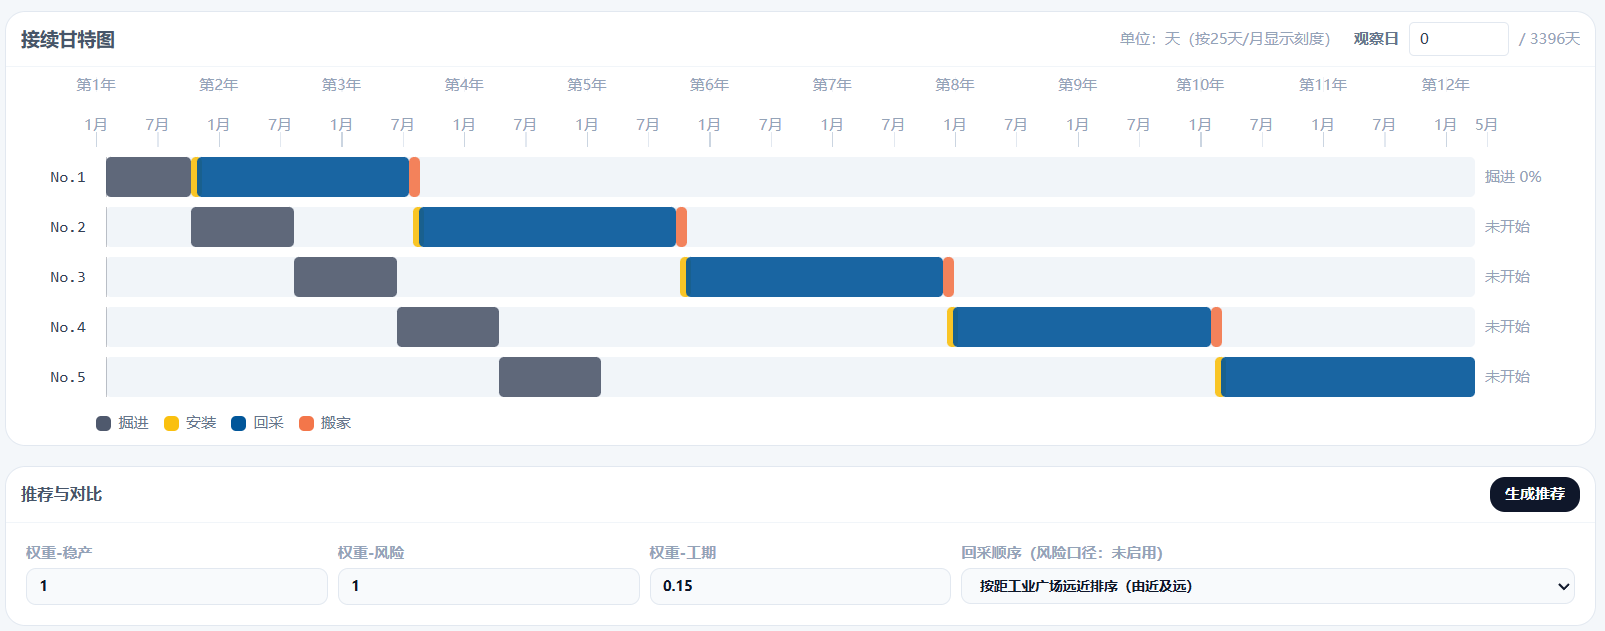 接续甘特图 单位：天（按25天/月显示刻度） 观察日 0 / 3396天
第1年 第2年 第3年 第4年 第5年 第6年 第7年 第8年 第9年 第10年 第11年 第12年
1月 7月 1月 7月 1月 7月 1月 7月 1月 7月 1月 7月 1月 7月 1月 7月 1月 7月 1月 7月 1月 7月 1月 5月
No.1 掘进 0%
No.2 未开始
No.3 未开始
No.4 未开始
No.5 未开始
掘进 安装 回采 搬家
推荐与对比 生成推荐
权重-稳产 权重-风险 权重-工期 回采顺序（风险口径：未启用）
1 1 0.15 按距工业广场远近排序（由近及远）